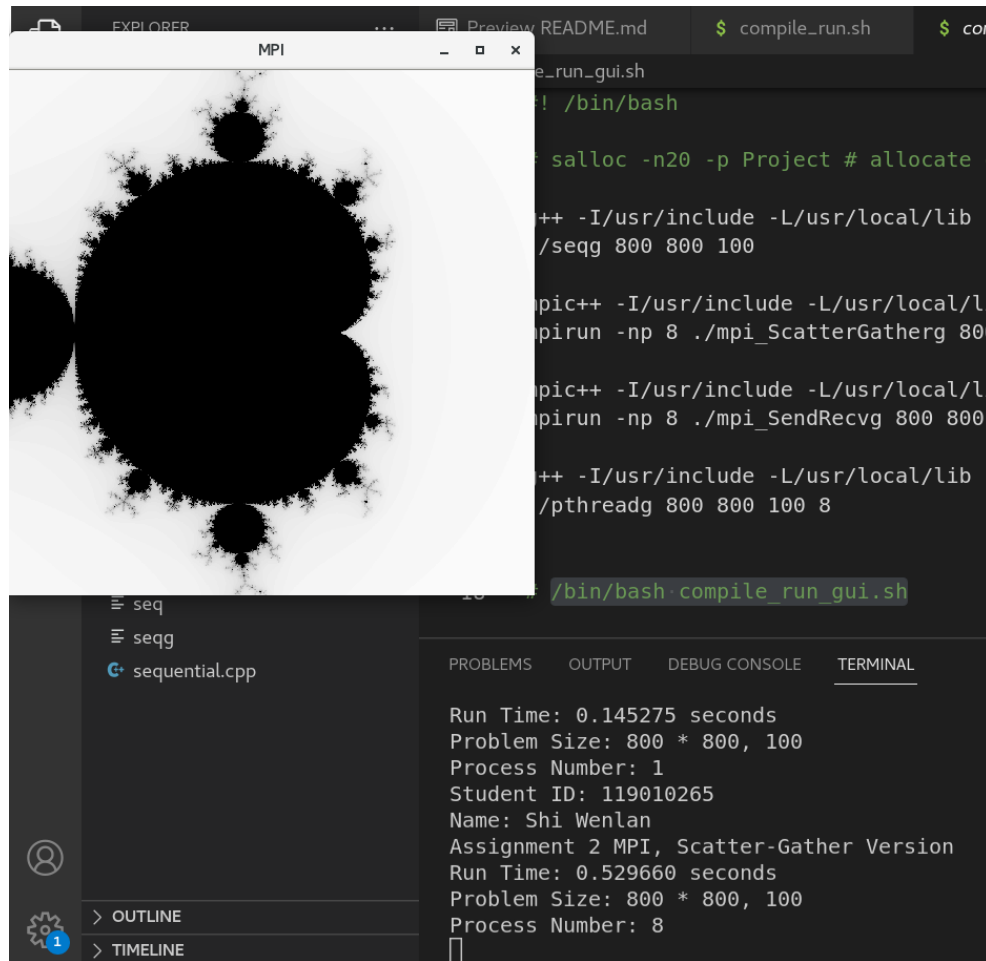 EXPLORER ...
Preview README.md
$ compile_run.sh
$
MPI
_run_gui.sh
! /bin/bash
salloc -n20 -p Project # allocate
++ -I/usr/include -L/usr/local/lib
/seqg 800 800 100
pic++ -I/usr/include -L/usr/local/l
pirun -np 8 ./mpi_ScatterGatherg 80
pic++ -I/usr/include -L/usr/local/l
pirun -np 8 ./mpi_SendRecvg 800 800
++ -I/usr/include -L/usr/local/lib
/pthreadg 800 800 100 8
# /bin/bash compile_run_gui.sh
seq
seqg
sequential.cpp
PROBLEMS OUTPUT DEBUG CONSOLE TERMINAL
Run Time: 0.145275 seconds
Problem Size: 800 * 800, 100
Process Number: 1
Student ID: 119010265
Name: Shi Wenlan
Assignment 2 MPI, Scatter-Gather Version
Run Time: 0.529660 seconds
Problem Size: 800 * 800, 100
Process Number: 8
1
> OUTLINE
> TIMELINE